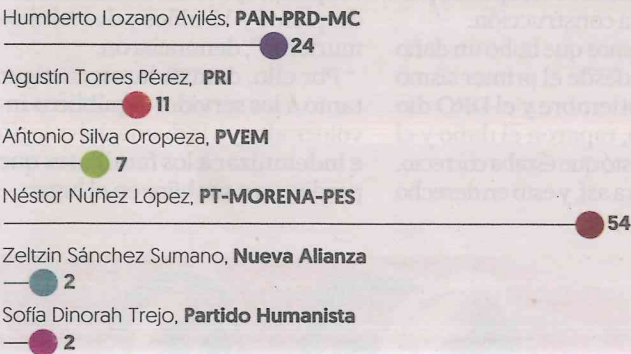 Humberto Lozano Avilés, PAN-PRD-MC
24
Agustín Torres Pérez, PRI
11
Antonio Silva Oropeza, PVEM
7
Néstor Núñez López, PT-MORENA-PES
54
Zeltzin Sánchez Sumano, Nueva Alianza
2
Sofía Dinorah Trejo, Partido Humanista
2